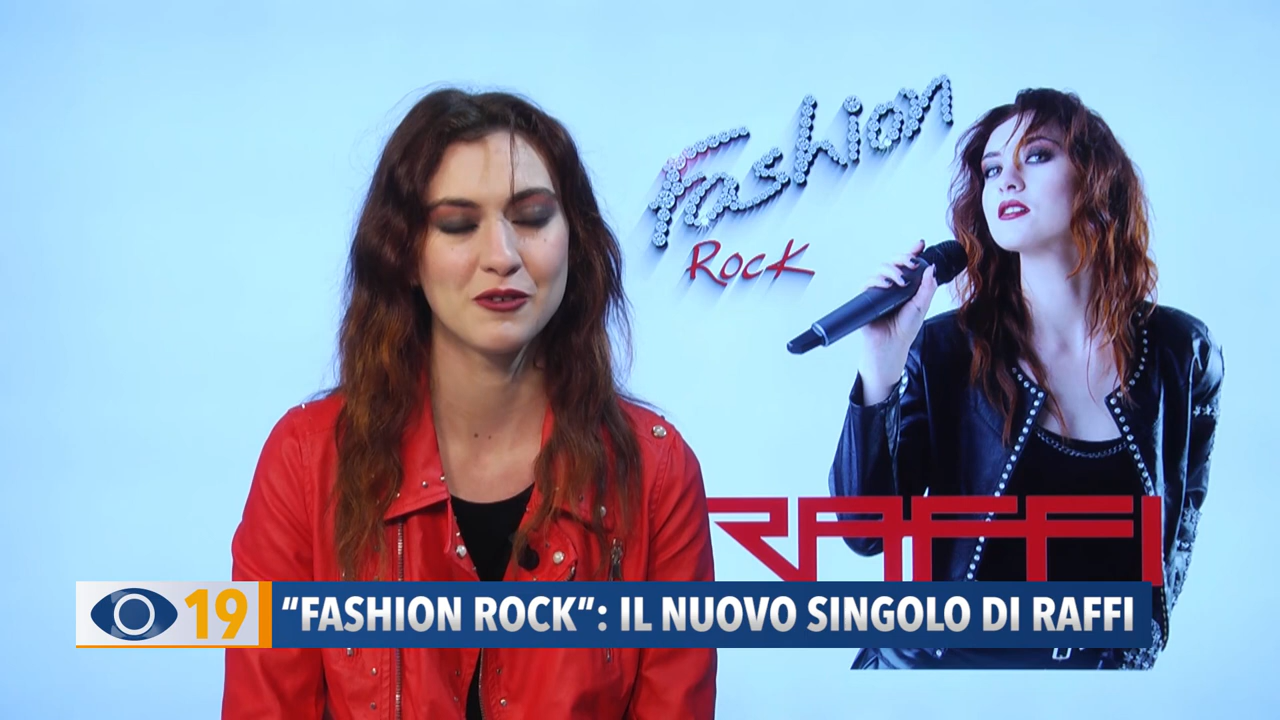 Fashion
Rock
RAFFI
19
“FASHION ROCK”: IL NUOVO SINGOLO DI RAFFI